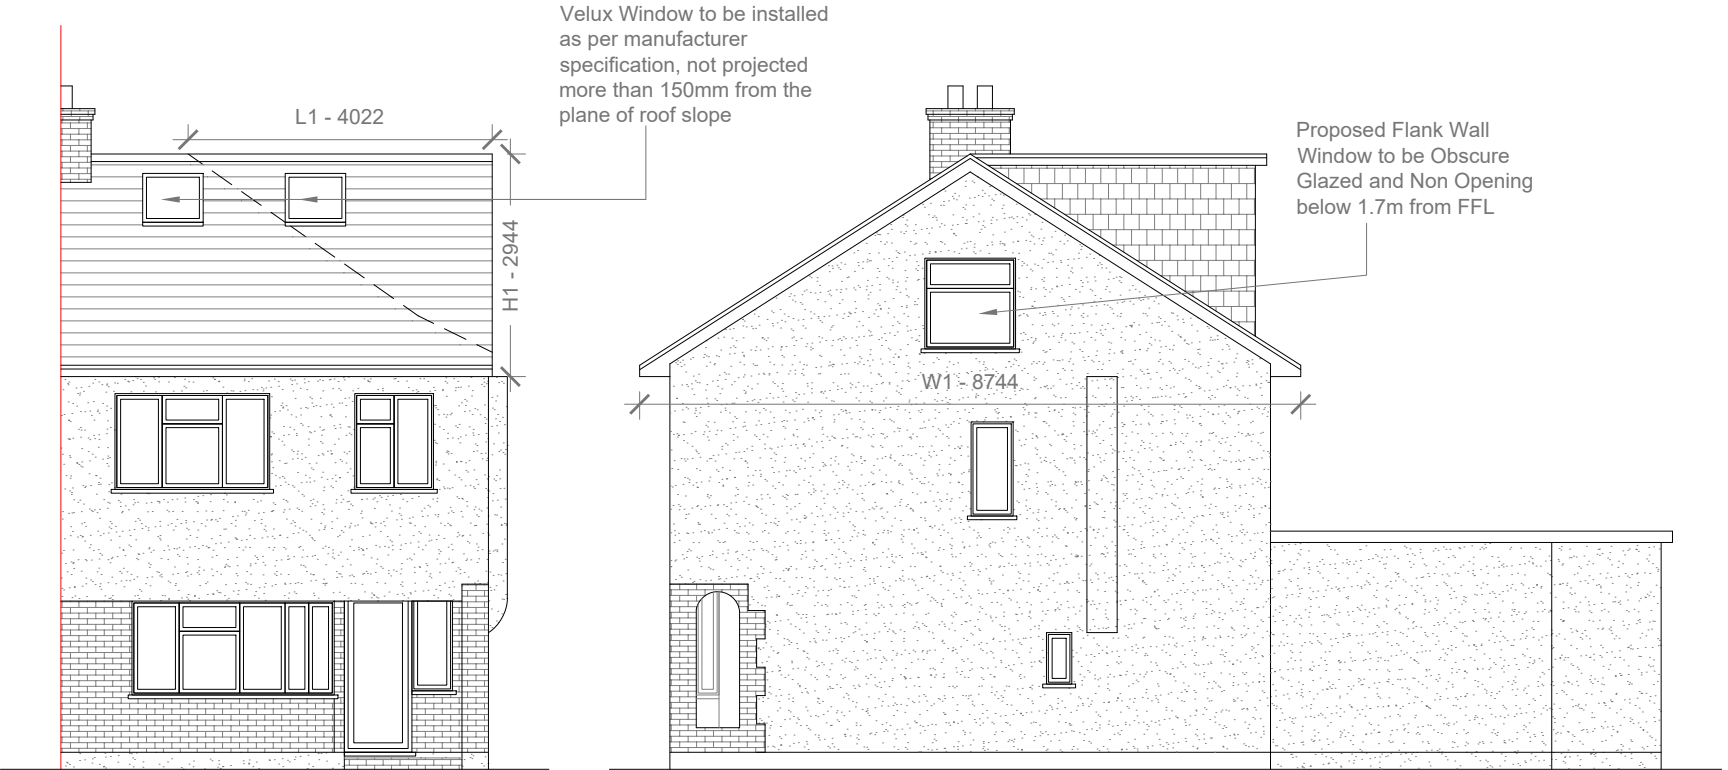 Velux Window to be installed
as per manufacturer
specification, not projected
more than 150mm from the
plane of roof slope
L1 - 4022
H1 - 2944
Proposed Flank Wall
Window to be Obscure
Glazed and Non Opening
below 1.7m from FFL
W1 - 8744